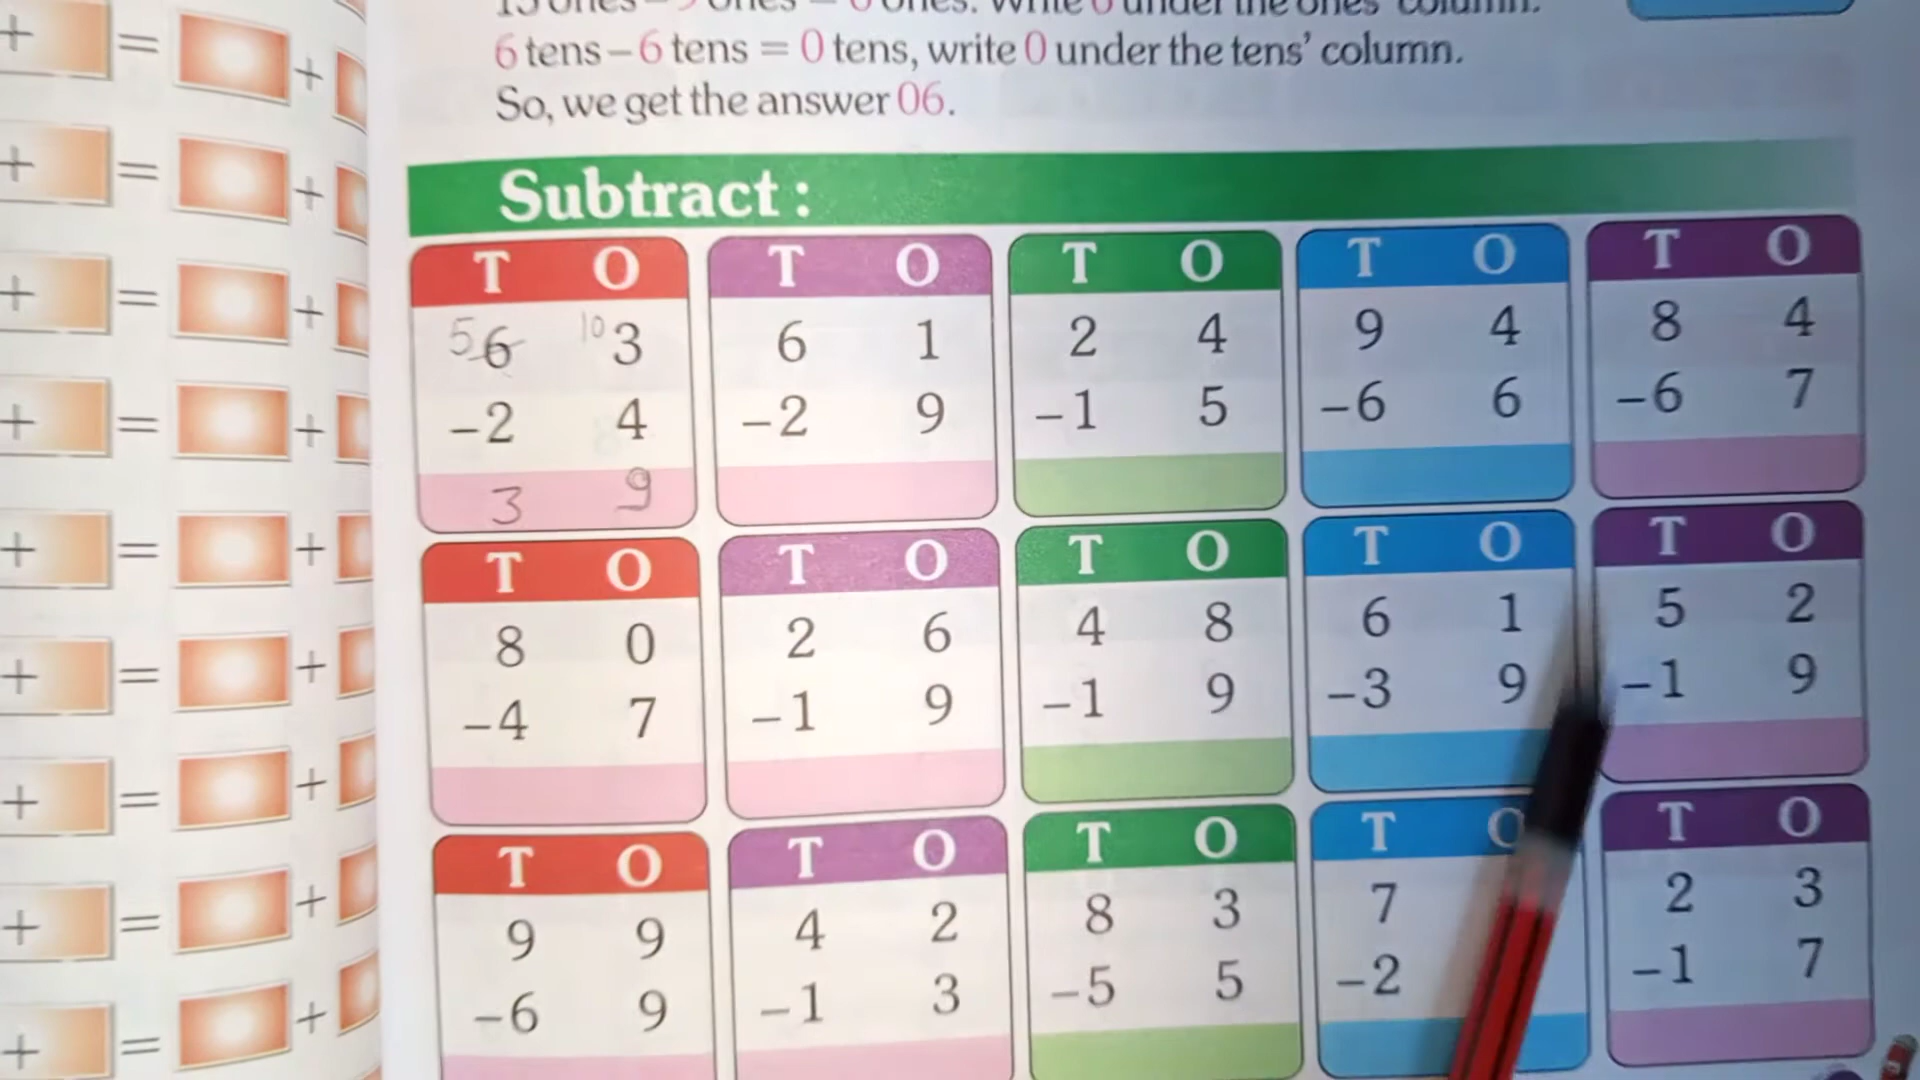 6 tens – 6 tens = 0 tens, write 0 under the tens’ column.
So, we get the answer 06.
Subtract :
T O T O T O T O T O
5 6 10 3 6 1 2 4 9 4 8 4
–2 4 –2 9 –1 5 –6 6 –6 7
3 9
T O T O T O T O T O
8 0 2 6 4 8 6 1 5 2
–4 7 –1 9 –1 9 –3 9 –1 9
T O T O T O T O T O
9 9 4 2 8 3 7 2 3
–6 9 –1 3 –5 5 –2 –1 7
+ = +
+ = +
+ = +
+ = +
+ = +
+ = +
+ = +
+ = +
+ = +